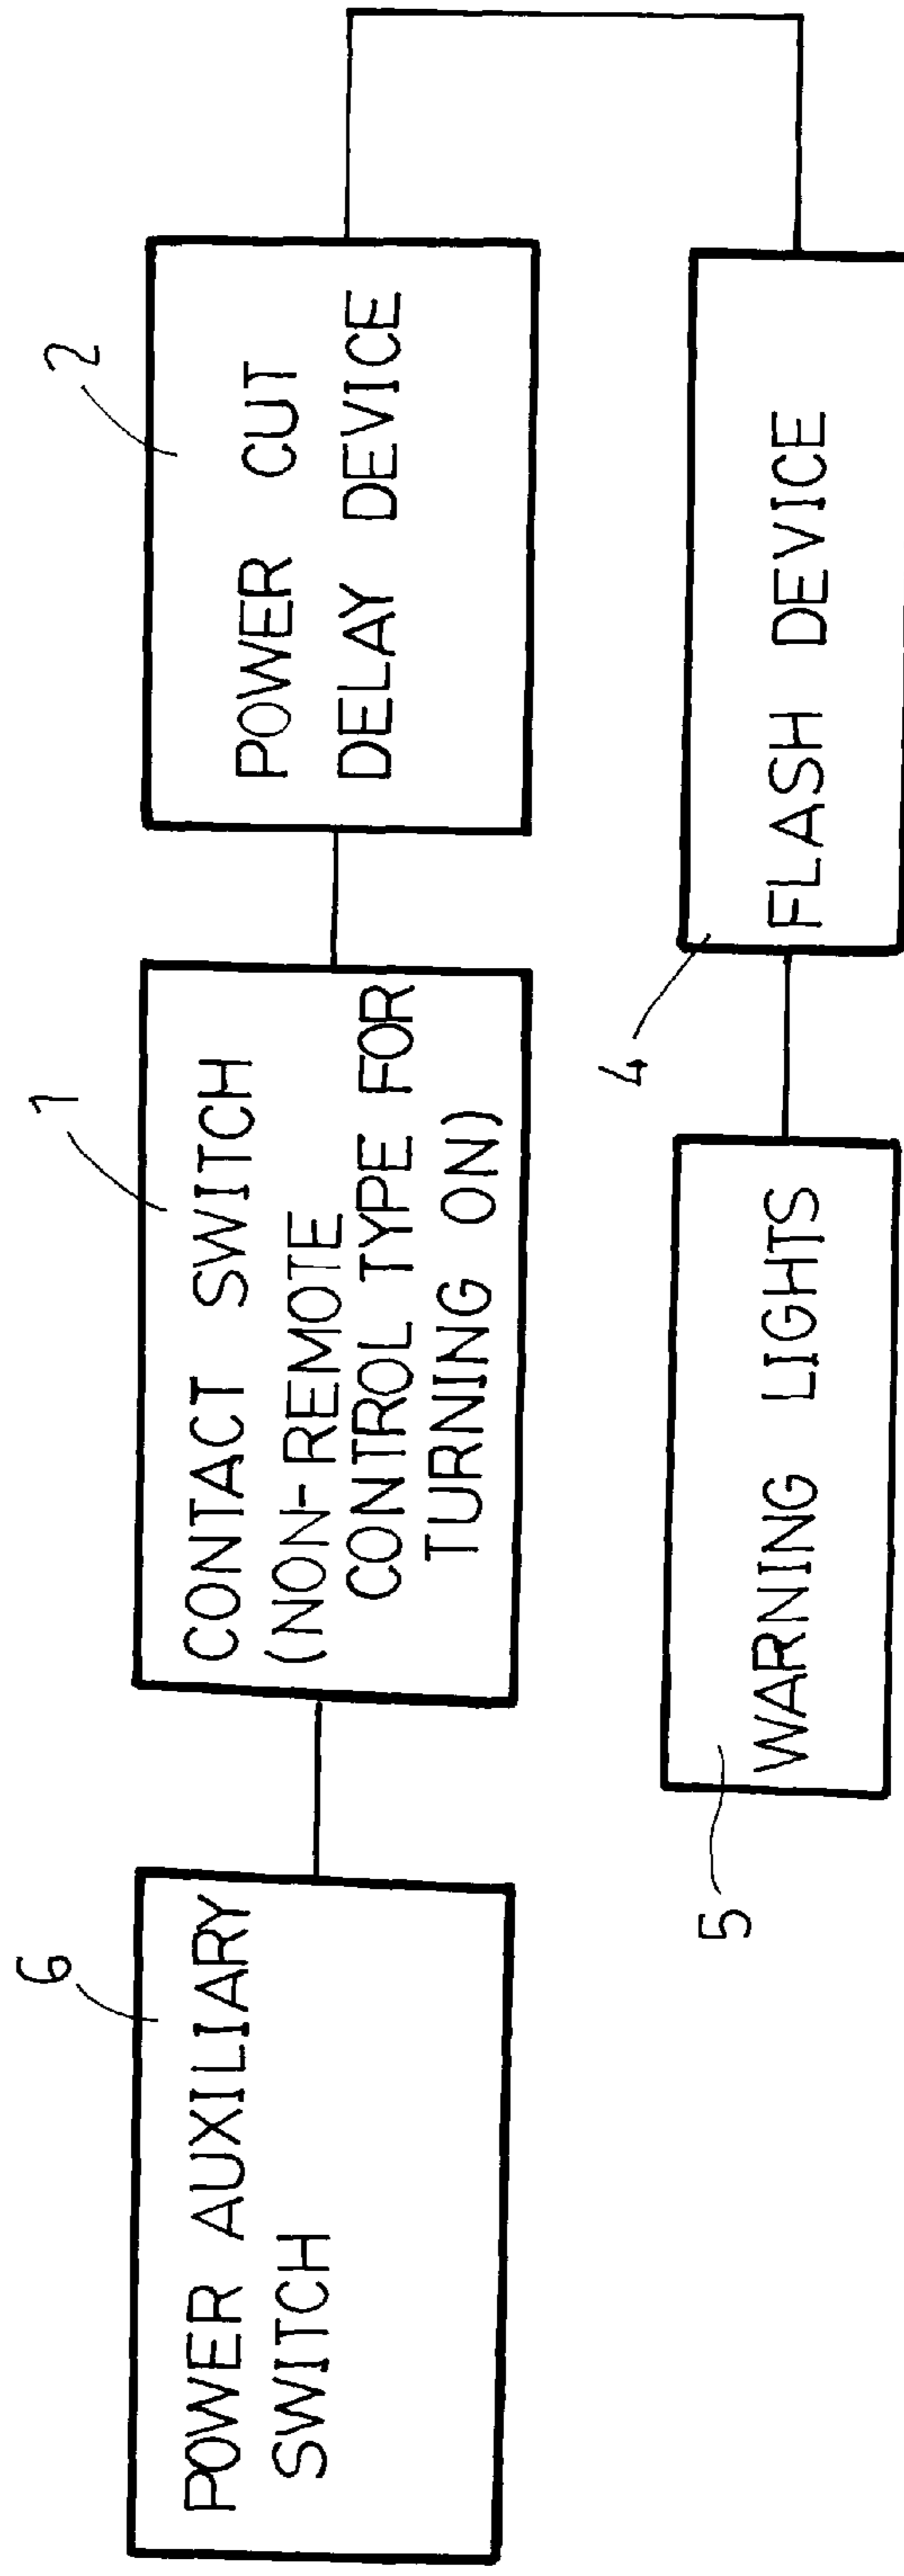 6
POWER AUXILIARY
SWITCH
1
CONTACT SWITCH
(NON-REMOTE
CONTROL TYPE FOR
TURNING ON)
2
POWER CUT
DELAY DEVICE
5
WARNING LIGHTS
4
FLASH DEVICE